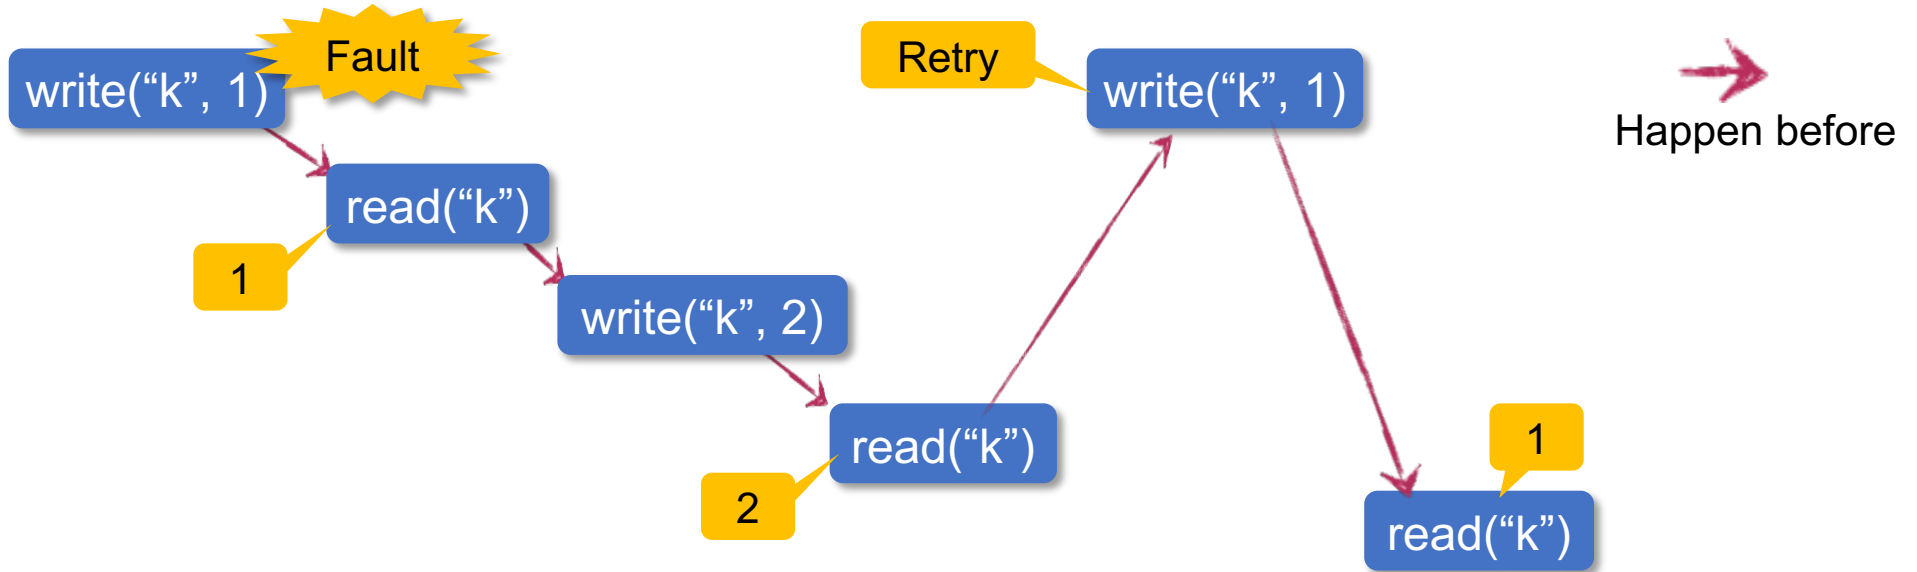 write(“k”, 1)
Fault
Retry
write(“k”, 1)
Happen before
read(“k”)
1
write(“k”, 2)
read(“k”)
2
1
read(“k”)